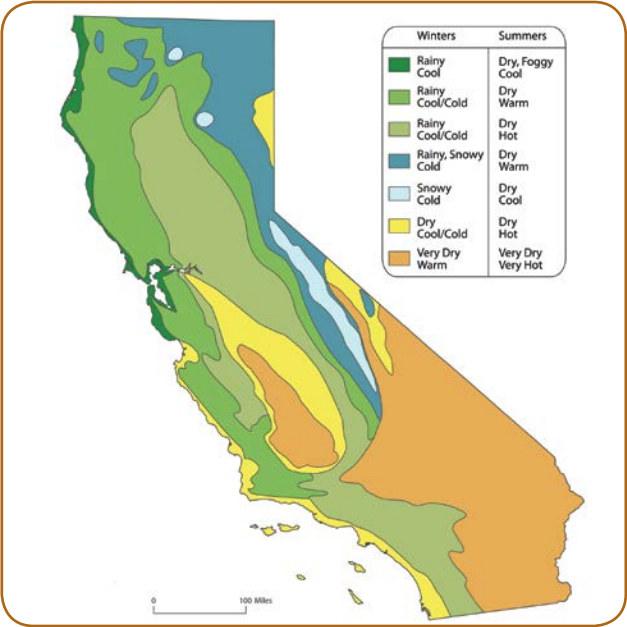 Winters Summers
Rainy Dry, Foggy
Cool Cool
Rainy Dry
Cool/Cold Warm
Rainy Dry
Cool/Cold Hot
Rainy, Snowy Dry
Cold Warm
Snowy Dry
Cold Cool
Dry Dry
Cool/Cold Hot
Very Dry Very Dry
Warm Very Hot
0 100 Miles